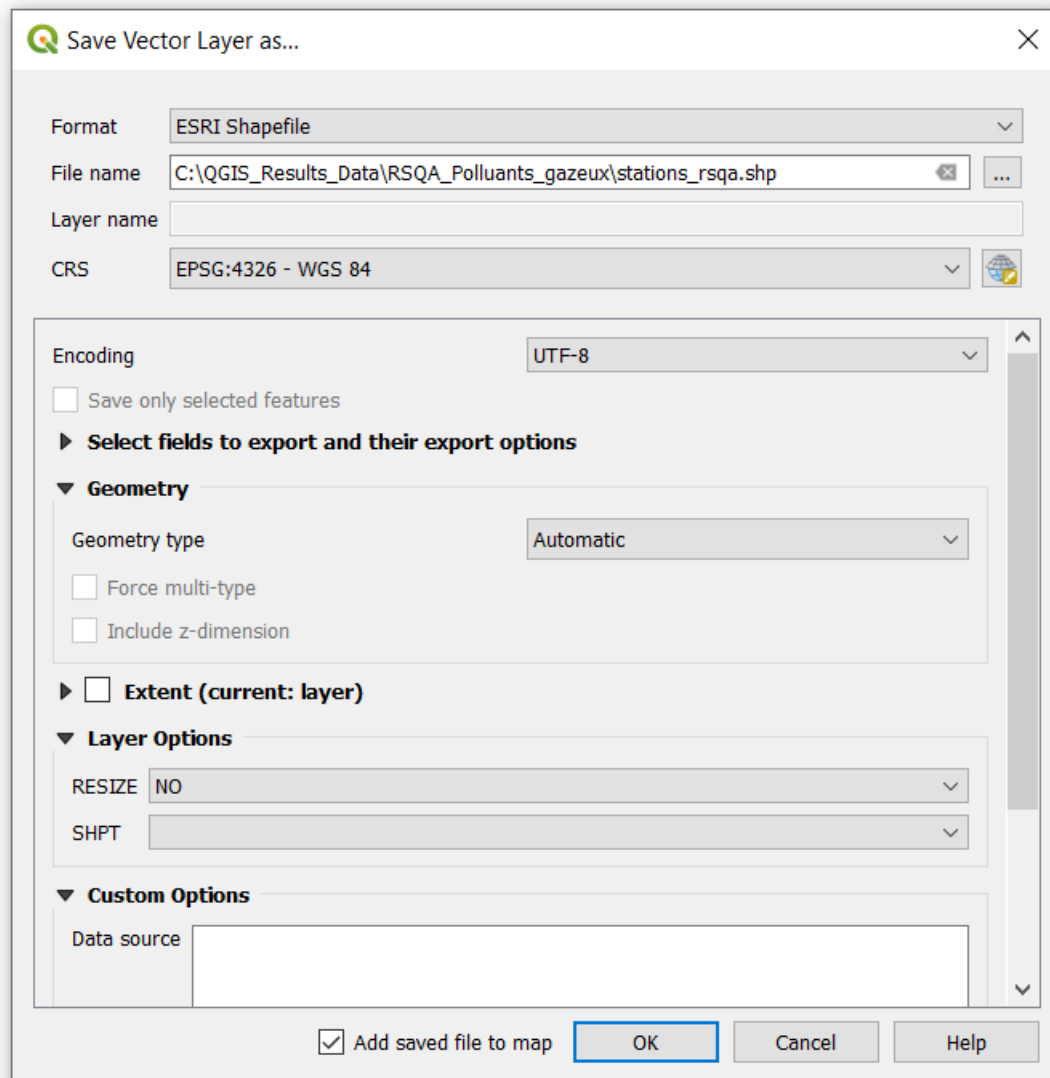 Save Vector Layer as...
Format ESRI Shapefile
File name C:\QGIS_Results_Data\RSQA_Polluants_gazeux\stations_rsqa.shp ...
Layer name
CRS EPSG:4326 - WGS 84
Encoding UTF-8
Save only selected features
Select fields to export and their export options
Geometry
Geometry type Automatic
Force multi-type
Include z-dimension
Extent (current: layer)
Layer Options
RESIZE NO
SHPT
Custom Options
Data source
Add saved file to map OK Cancel Help